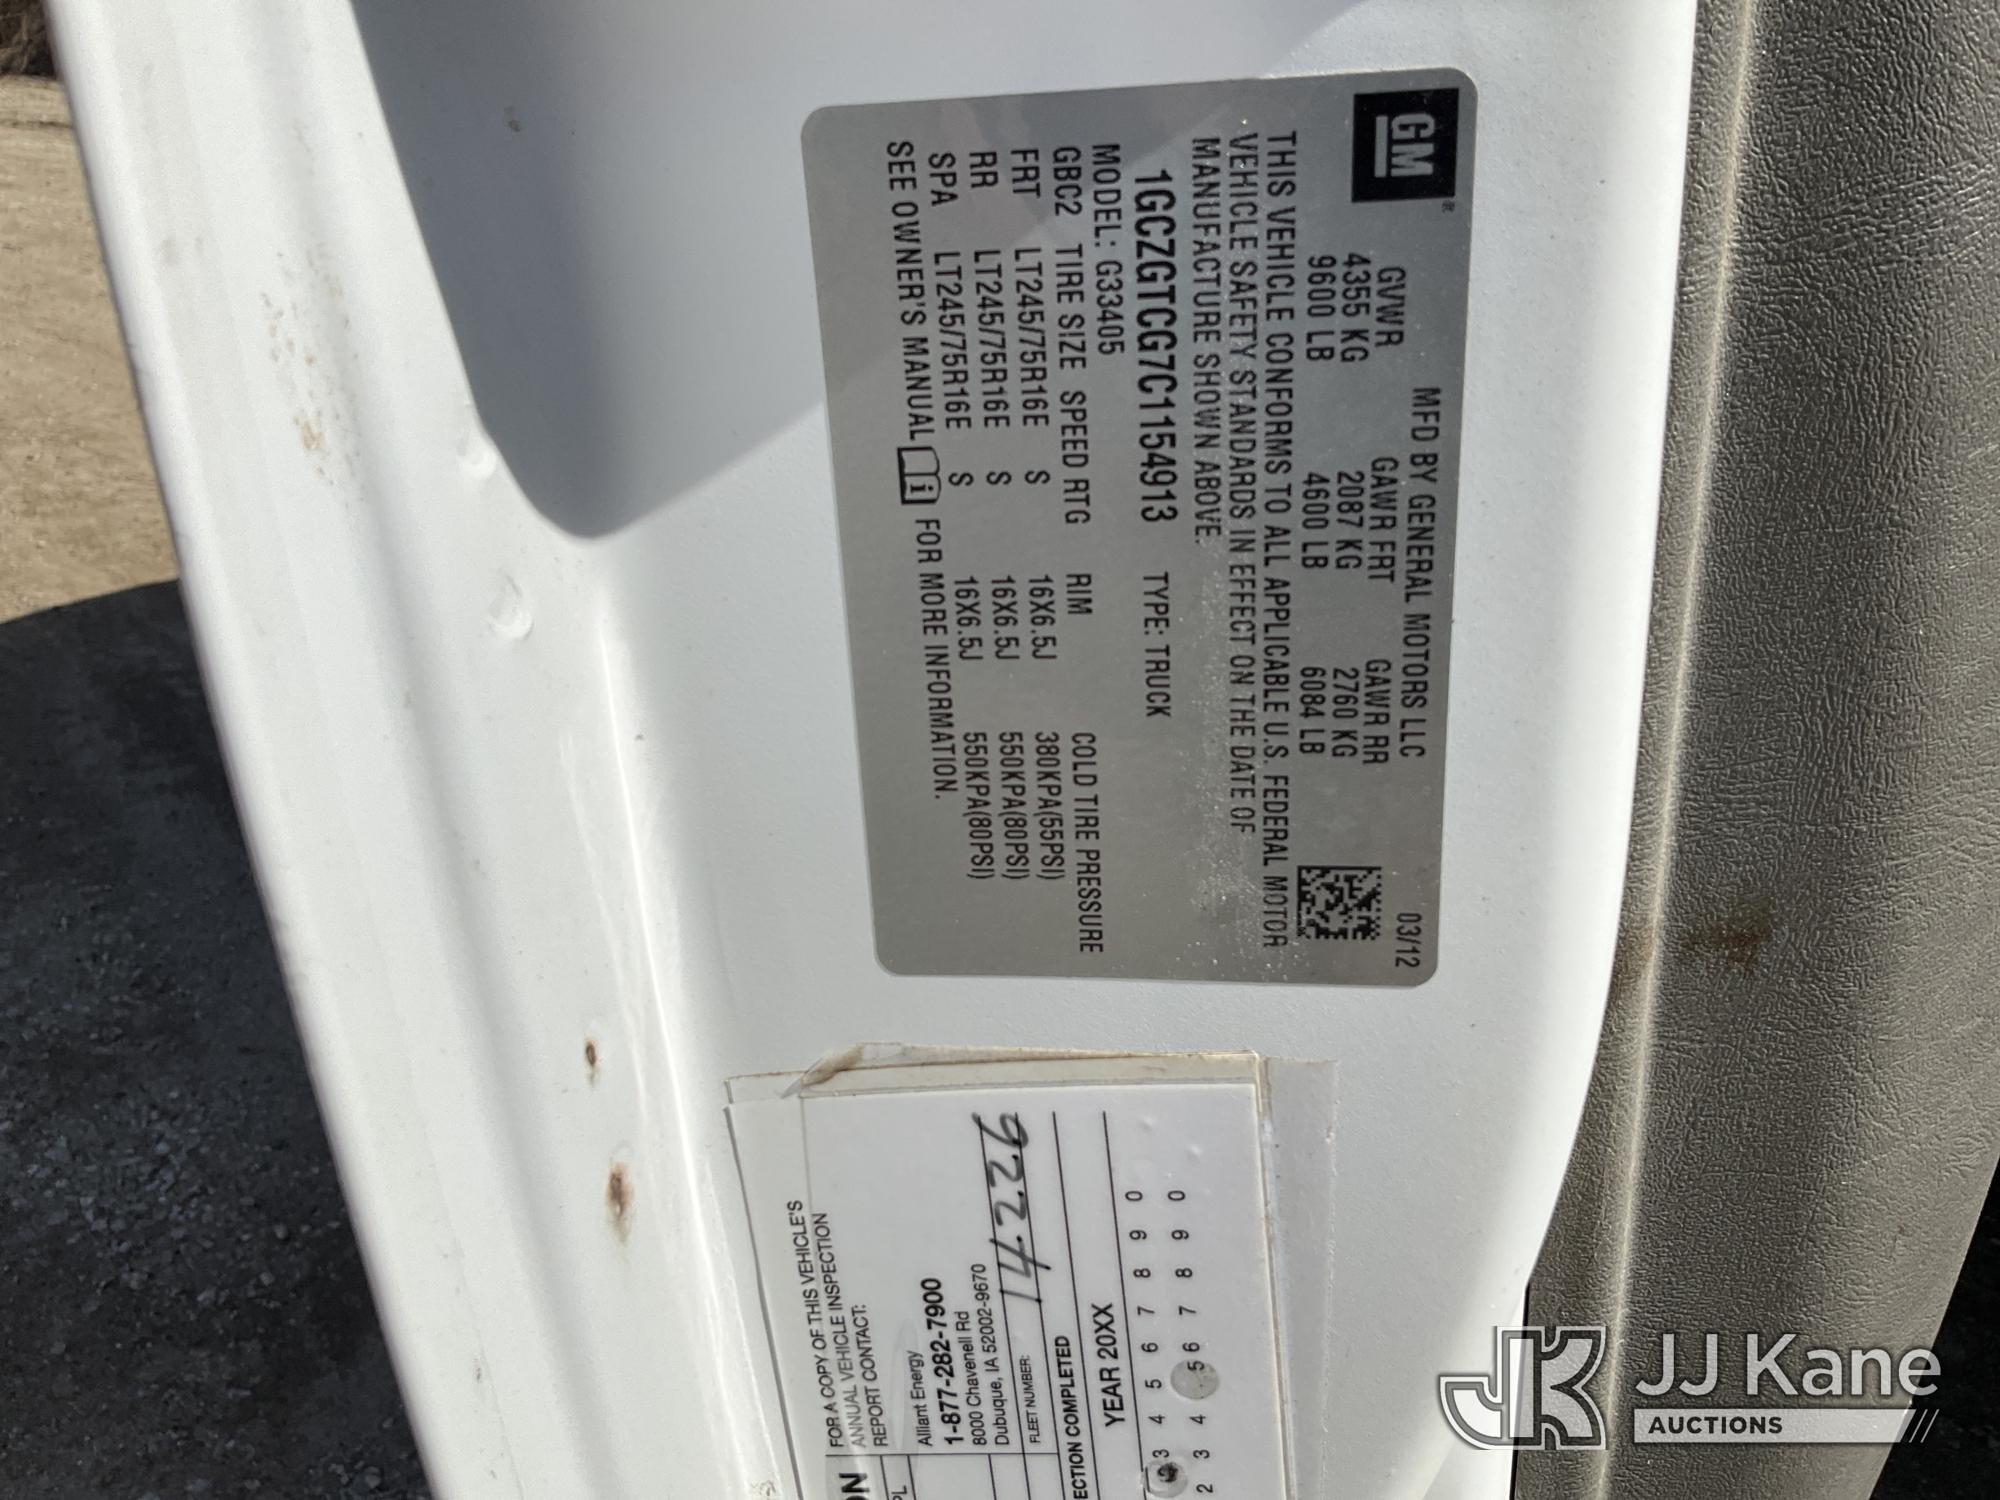 GM
®
MFD BY GENERAL MOTORS LLC 03/12
GVWR GAWR FRT GAWR RR
4355 KG 2087 KG 2760 KG
9600 LB 4600 LB 6084 LB
THIS VEHICLE CONFORMS TO ALL APPLICABLE U.S. FEDERAL MOTOR
VEHICLE SAFETY STANDARDS IN EFFECT ON THE DATE OF
MANUFACTURE SHOWN ABOVE.
1GCZGTCG7C1154913 TYPE: TRUCK
MODEL: G33405
GBC2 TIRE SIZE SPEED RTG RIM COLD TIRE PRESSURE
FRT LT245/75R16E S 16X6.5J 380KPA(55PSI)
RR LT245/75R16E S 16X6.5J 550KPA(80PSI)
SPA LT245/75R16E S 16X6.5J 550KPA(80PSI)
SEE OWNER'S MANUAL i FOR MORE INFORMATION.
FOR A COPY OF THIS VEHICLE'S
ANNUAL VEHICLE INSPECTION
REPORT CONTACT:
Alliant Energy
1-877-282-7900
8000 Chavenell Rd
Dubuque, IA 52002-9670
FLEET NUMBER: 14229
ECTION COMPLETED
YEAR 20XX
3 4 5 6 7 8 9 0
2 3 4 5 6 7 8 9 0
JJ Kane
AUCTIONS